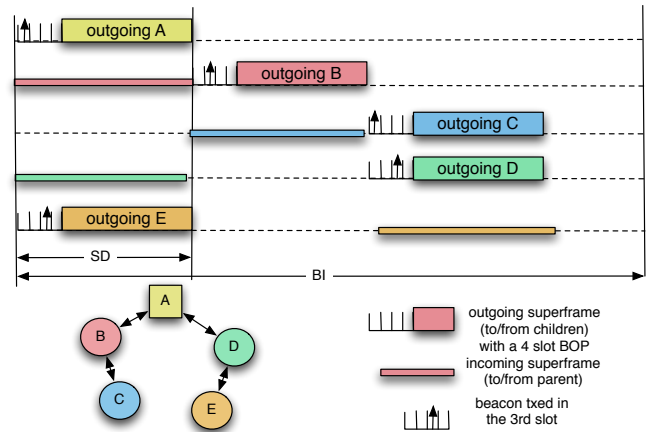 outgoing A
outgoing B
outgoing C
outgoing D
outgoing E
SD
BI
A
B
D
C
E
outgoing superframe
(to/from children)
with a 4 slot BOP
incoming superframe
(to/from parent)
beacon txed in
the 3rd slot